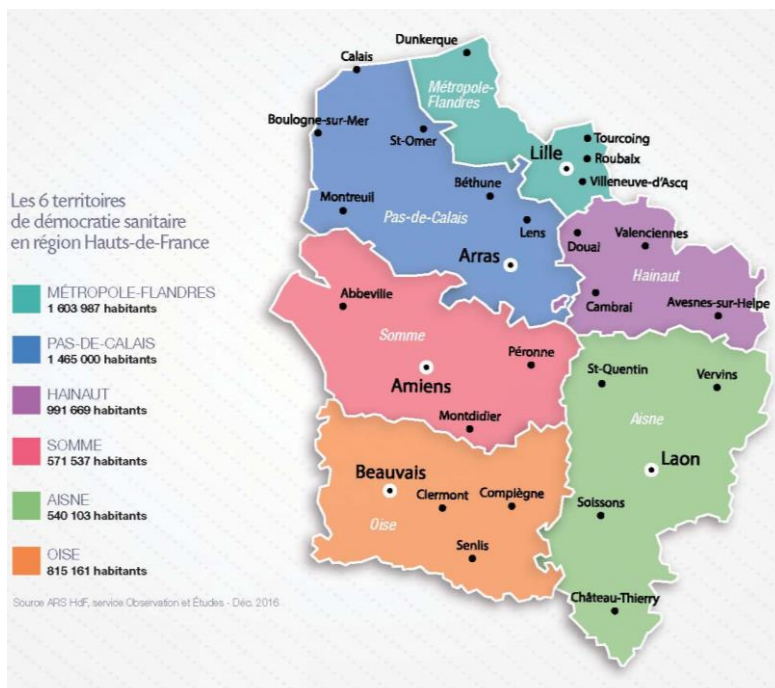 Les 6 territoires
de démocratie sanitaire
en région Hauts-de-France
MÉTROPOLE-FLANDRES
1 603 987 habitants
PAS-DE-CALAIS
1 465 000 habitants
HAINAUT
991 669 habitants
SOMME
571 537 habitants
AISNE
540 103 habitants
OISE
815 161 habitants
Source ARS HdF, service Observation et Études - Déc. 2016
Dunkerque
Calais
Métropole-
Flandres
Boulogne-sur-Mer
St-Omer
Tourcoing
Lille
Roubaix
Villeneuve-d'Ascq
Béthune
Montreuil
Pas-de-Calais
Lens
Douai
Valenciennes
Arras
Hainaut
Abbeville
Cambrai
Avesnes-sur-Helpe
Somme
Péronne
St-Quentin
Vervins
Amiens
Montdidier
Aisne
Beauvais
Laon
Clermont
Compiègne
Soissons
Oise
Senlis
Château-Thierry